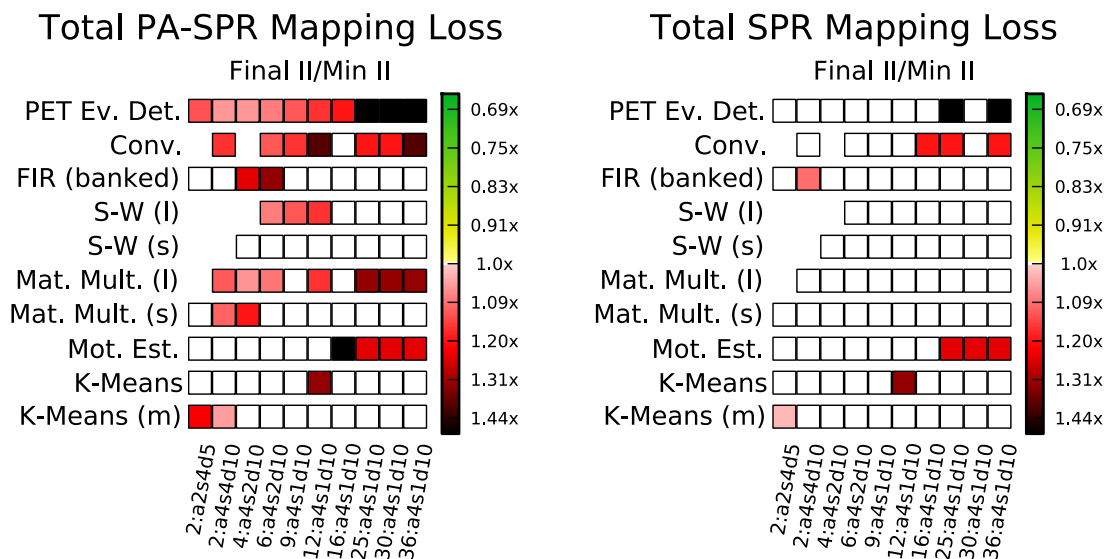 Total PA-SPR Mapping Loss
Final II/Min II
PET Ev. Det.
Conv.
FIR (banked)
S-W (l)
S-W (s)
Mat. Mult. (l)
Mat. Mult. (s)
Mot. Est.
K-Means
K-Means (m)
2:a2s4d5
2:a4s4d10
4:a4s2d10
6:a4s2d10
9:a4s1d10
12:a4s1d10
16:a4s1d10
25:a4s1d10
30:a4s1d10
36:a4s1d10
0.69x
0.75x
0.83x
0.91x
1.0x
1.09x
1.20x
1.31x
1.44x
Total SPR Mapping Loss
Final II/Min II
PET Ev. Det.
Conv.
FIR (banked)
S-W (l)
S-W (s)
Mat. Mult. (l)
Mat. Mult. (s)
Mot. Est.
K-Means
K-Means (m)
2:a2s4d5
2:a4s4d10
4:a4s2d10
6:a4s2d10
9:a4s1d10
12:a4s1d10
16:a4s1d10
25:a4s1d10
30:a4s1d10
36:a4s1d10
0.69x
0.75x
0.83x
0.91x
1.0x
1.09x
1.20x
1.31x
1.44x